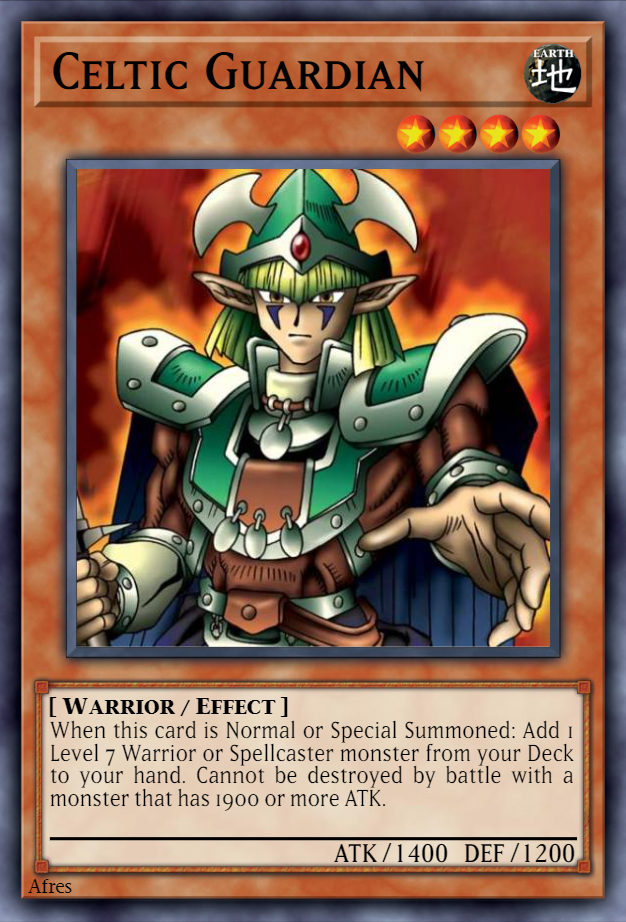 Celtic Guardian
EARTH
地
[ Warrior / Effect ]
When this card is Normal or Special Summoned: Add 1
Level 7 Warrior or Spellcaster monster from your Deck
to your hand. Cannot be destroyed by battle with a
monster that has 1900 or more ATK.
ATK/1400 DEF/1200
Afres